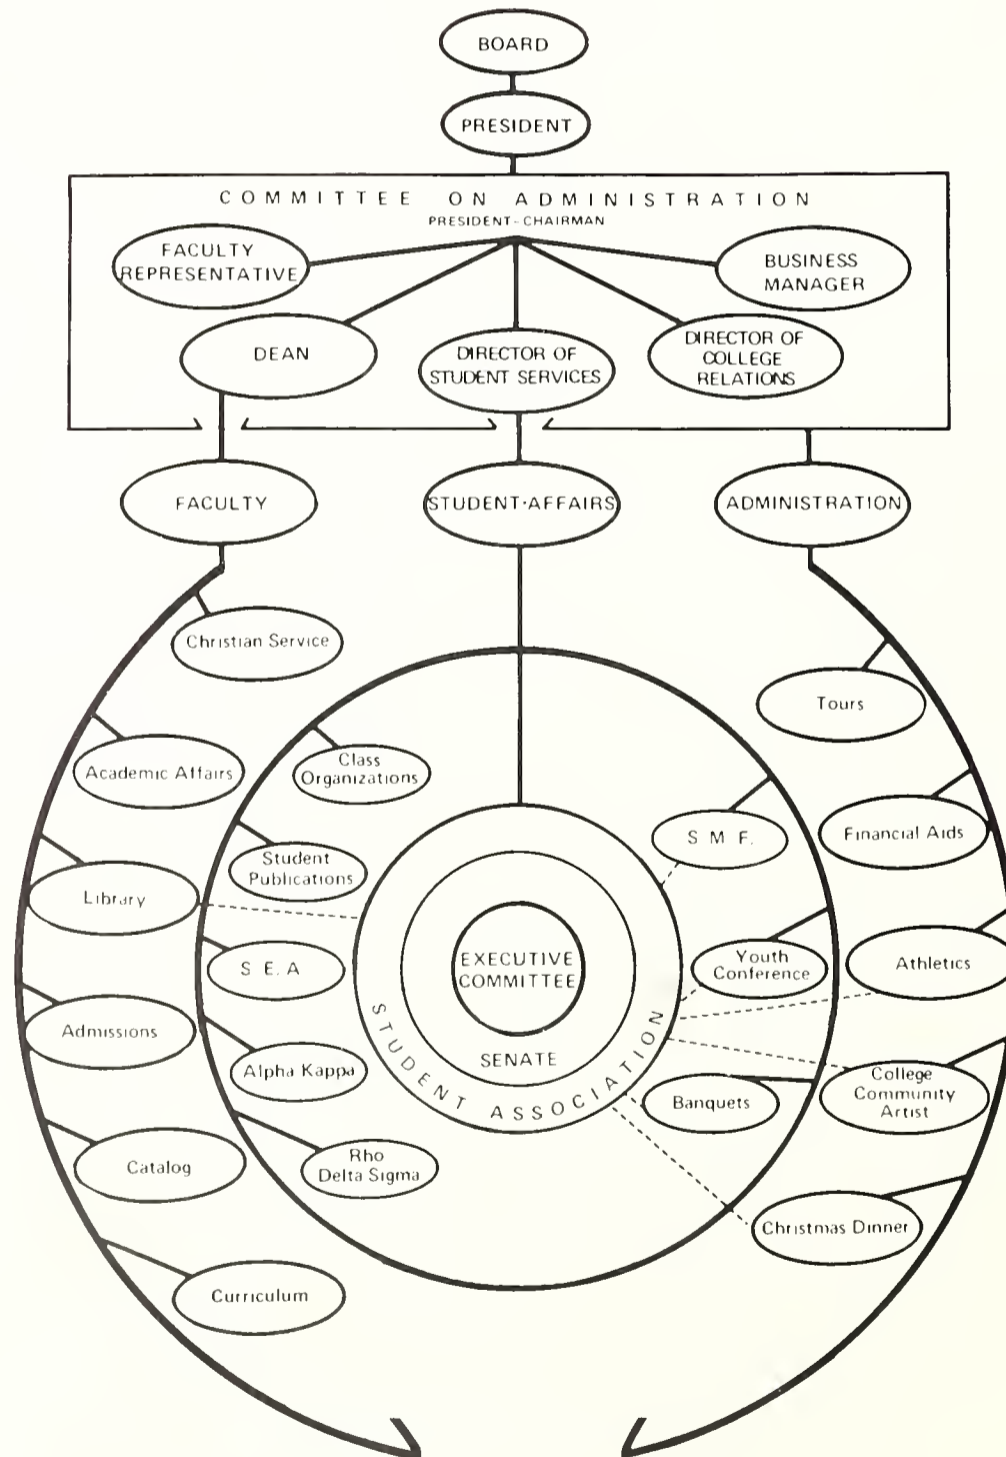 BOARD
PRESIDENT
COMMITTEE ON ADMINISTRATION
PRESIDENT-CHAIRMAN
FACULTY
REPRESENTATIVE
BUSINESS
MANAGER
DEAN
DIRECTOR OF
STUDENT SERVICES
DIRECTOR OF
COLLEGE
RELATIONS
FACULTY
STUDENT·AFFAIRS
ADMINISTRATION
Christian Service
Academic Affairs
Library
Admissions
Catalog
Curriculum
Class
Organizations
Student
Publications
S E. A
Alpha Kappa
Rho
Delta Sigma
EXECUTIVE
COMMITTEE
SENATE
STUDENT ASSOCIATION
S M F.
Youth
Conference
Banquets
Tours
Financial Aids
Athletics
College
Community
Artist
Christmas Dinner